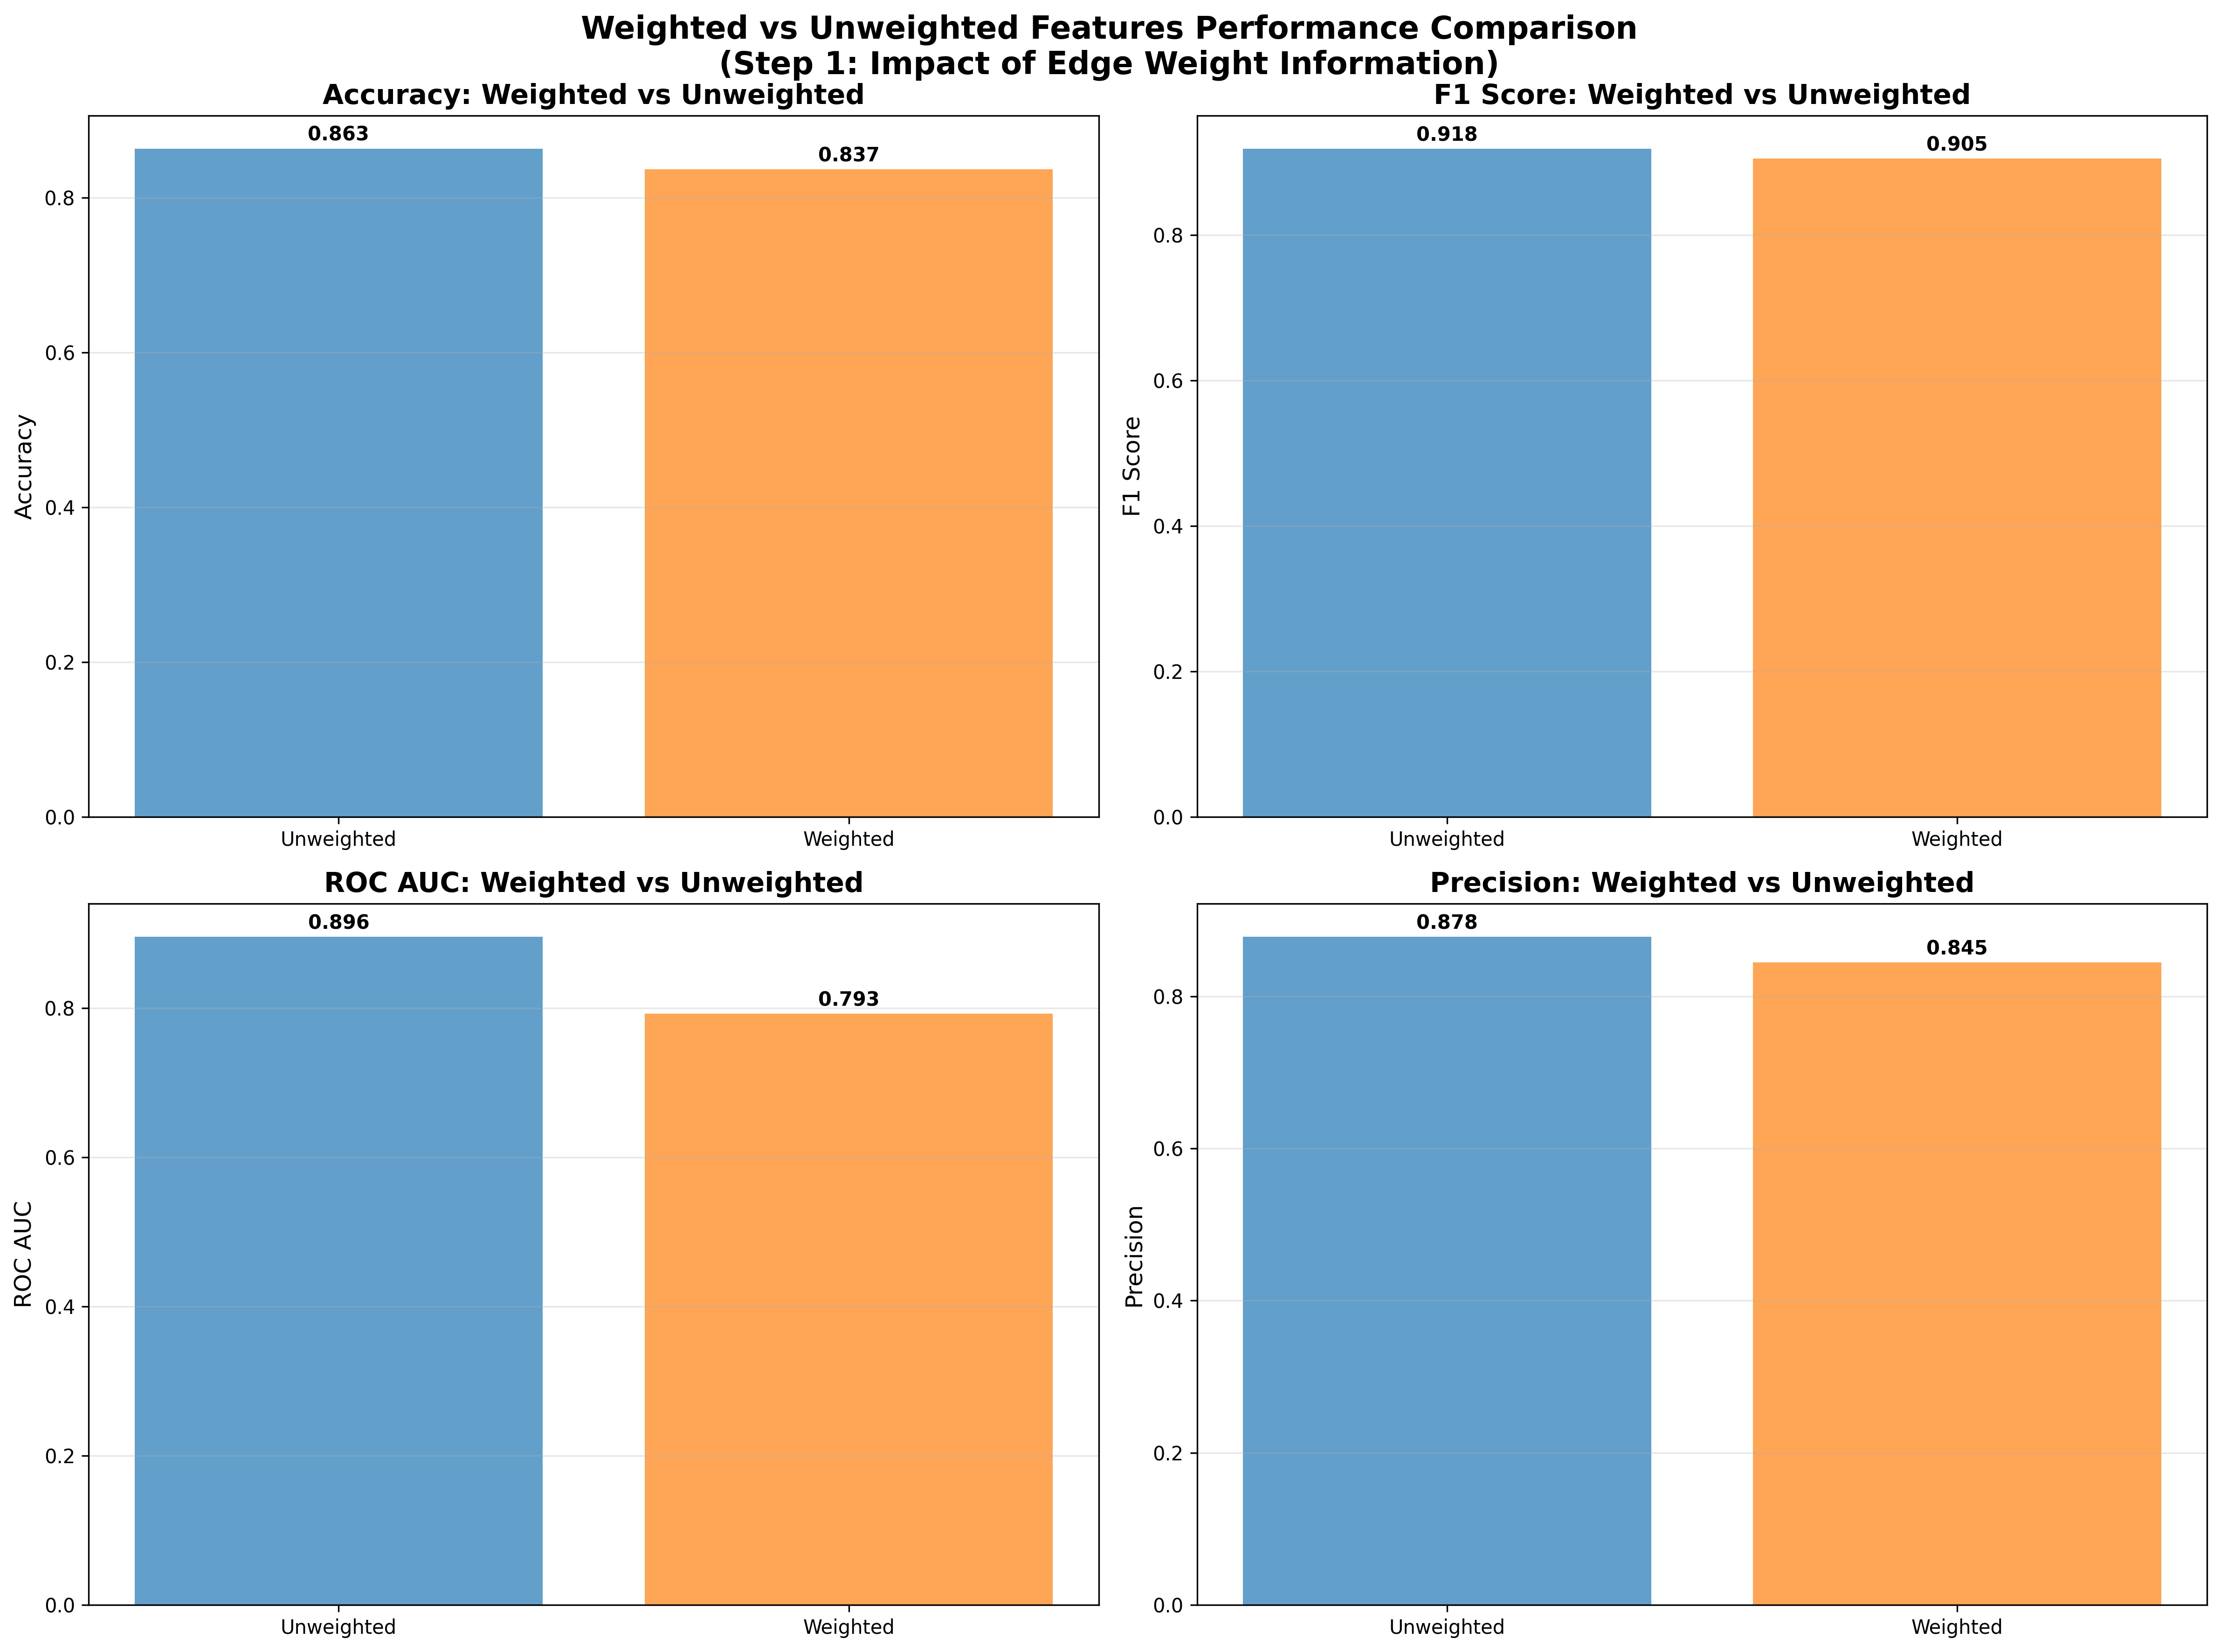 Weighted vs Unweighted Features Performance Comparison
(Step 1: Impact of Edge Weight Information)
Accuracy: Weighted vs Unweighted
0.863
0.837
0.8
0.6
0.4
0.2
0.0
Accuracy
Unweighted
Weighted
F1 Score: Weighted vs Unweighted
0.918
0.905
0.8
0.6
0.4
0.2
0.0
F1 Score
Unweighted
Weighted
ROC AUC: Weighted vs Unweighted
0.896
0.793
0.8
0.6
0.4
0.2
0.0
ROC AUC
Unweighted
Weighted
Precision: Weighted vs Unweighted
0.878
0.845
0.8
0.6
0.4
0.2
0.0
Precision
Unweighted
Weighted